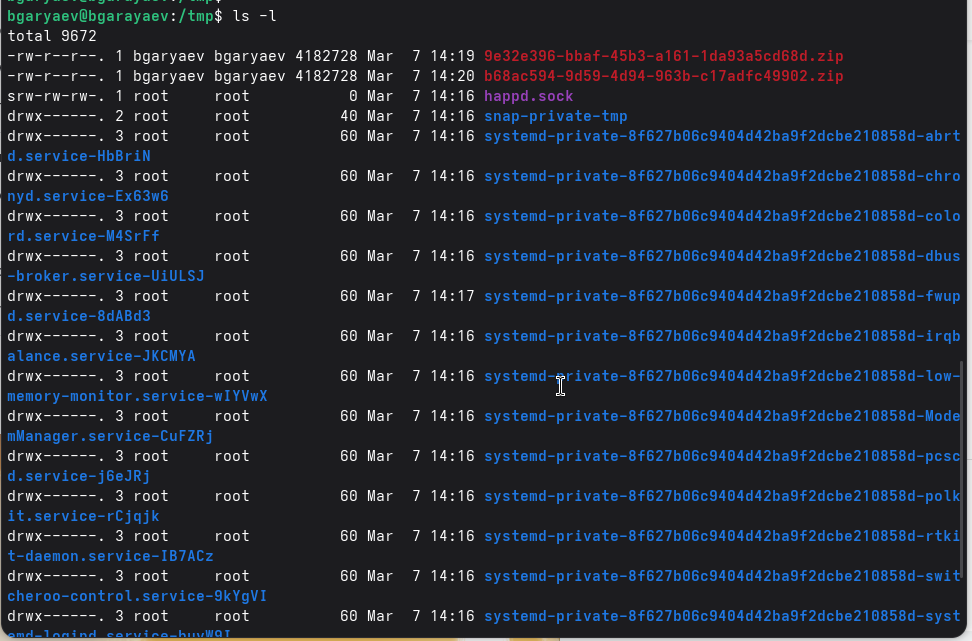 bgaryaev@bgarayaev:/tmp$ ls -l
total 9672
-rw-r--r--. 1 bgaryaev bgaryaev 4182728 Mar  7 14:19 9e32e396-bbaf-45b3-a161-1da93a5cd68d.zip
-rw-r--r--. 1 bgaryaev bgaryaev 4182728 Mar  7 14:20 b68ac594-9d59-4d94-963b-c17adfc49902.zip
srw-rw-rw-. 1 root     root           0 Mar  7 14:16 happd.sock
drwx------. 2 root     root          40 Mar  7 14:16 snap-private-tmp
drwx------. 3 root     root          60 Mar  7 14:16 systemd-private-8f627b06c9404d42ba9f2dcbe210858d-abrt
d.service-HbBriN
drwx------. 3 root     root          60 Mar  7 14:16 systemd-private-8f627b06c9404d42ba9f2dcbe210858d-chro
nyd.service-Ex63w6
drwx------. 3 root     root          60 Mar  7 14:16 systemd-private-8f627b06c9404d42ba9f2dcbe210858d-colo
rd.service-M4SrFf
drwx------. 3 root     root          60 Mar  7 14:16 systemd-private-8f627b06c9404d42ba9f2dcbe210858d-dbus
-broker.service-UiULSJ
drwx------. 3 root     root          60 Mar  7 14:17 systemd-private-8f627b06c9404d42ba9f2dcbe210858d-fwup
d.service-8dABd3
drwx------. 3 root     root          60 Mar  7 14:16 systemd-private-8f627b06c9404d42ba9f2dcbe210858d-irqb
alance.service-JKCMYA
drwx------. 3 root     root          60 Mar  7 14:16 systemd-private-8f627b06c9404d42ba9f2dcbe210858d-low-
memory-monitor.service-wIYVwX
drwx------. 3 root     root          60 Mar  7 14:16 systemd-private-8f627b06c9404d42ba9f2dcbe210858d-Mode
mManager.service-CuFZRj
drwx------. 3 root     root          60 Mar  7 14:16 systemd-private-8f627b06c9404d42ba9f2dcbe210858d-pcsc
d.service-j6eJRj
drwx------. 3 root     root          60 Mar  7 14:16 systemd-private-8f627b06c9404d42ba9f2dcbe210858d-polk
it.service-rCjqjk
drwx------. 3 root     root          60 Mar  7 14:16 systemd-private-8f627b06c9404d42ba9f2dcbe210858d-rtki
t-daemon.service-IB7ACz
drwx------. 3 root     root          60 Mar  7 14:16 systemd-private-8f627b06c9404d42ba9f2dcbe210858d-swit
cheroo-control.service-9kYgVI
drwx------. 3 root     root          60 Mar  7 14:16 systemd-private-8f627b06c9404d42ba9f2dcbe210858d-syst